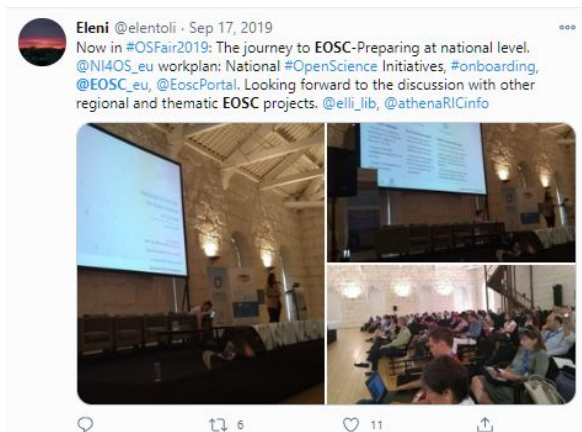 Eleni @elentoli · Sep 17, 2019
Now in #OSFair2019: The journey to EOSC-Preparing at national level.
@NI4OS_eu workplan: National #OpenScience Initiatives, #onboarding,
@EOSC_eu, @EoscPortal. Looking forward to the discussion with other
regional and thematic EOSC projects. @elli_lib, @athenaRICinfo
6
11